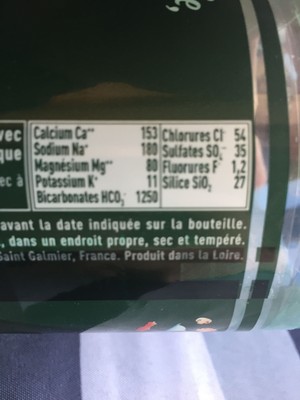 avec Calcium Ca⁺⁺ 153 Chlorures Cl⁻ 54
que Sodium Na⁺ 180 Sulfates SO₄⁻⁻ 35
Magnésium Mg⁺⁺ 80 Fluorures F⁻ 1,2
ec à Potassium K⁺ 11 Silice SiO₂ 27
Bicarbonates HCO₃⁻ 1250
avant la date indiquée sur la bouteille.
, dans un endroit propre, sec et tempéré.
Saint Galmier, France. Produit dans la Loire.